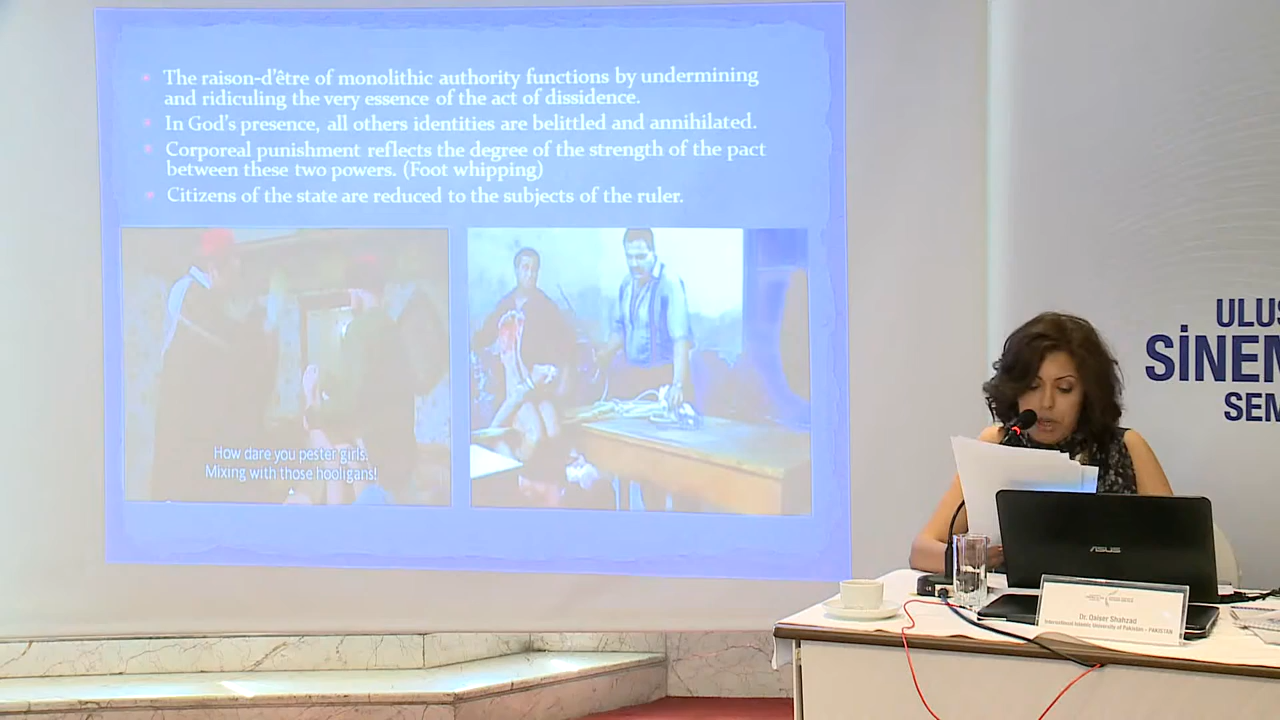 The raison-d'être of monolithic authority functions by undermining
and ridiculing the very essence of the act of dissidence.
In God's presence, all others identities are belittled and annihilated.
Corporeal punishment reflects the degree of the strength of the pact
between these two powers. (Foot whipping)
Citizens of the state are reduced to the subjects of the ruler.
How dare you pester girls.
Mixing with those hooligans!
ULUS
SİNEM
SEM
ASUS
Dr. Qaiser Shahzad
International Islamic University of Pakistan - PAKISTAN